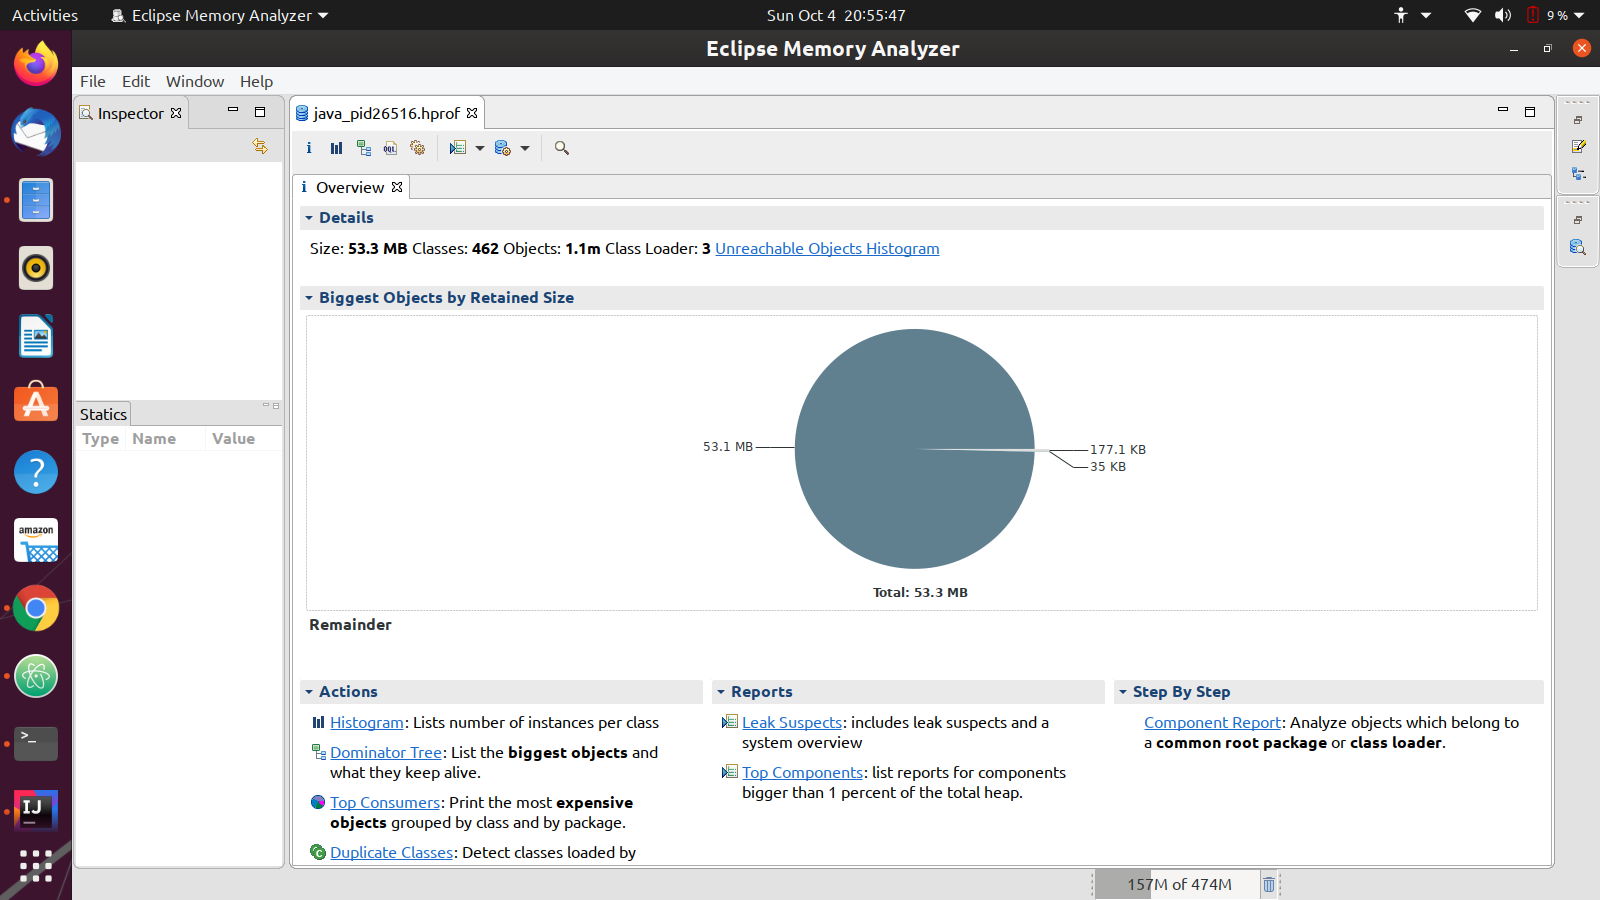 Activities
Eclipse Memory Analyzer
Sun Oct 4 20:55:47
9 %
Eclipse Memory Analyzer
File Edit Window Help
Inspector
java_pid26516.hprof
i
OQL
i Overview
Details
Size: 53.3 MB Classes: 462 Objects: 1.1m Class Loader: 3 Unreachable Objects Histogram
Biggest Objects by Retained Size
53.1 MB
177.1 KB
35 KB
Total: 53.3 MB
Remainder
Statics
Type Name Value
Actions
Histogram: Lists number of instances per class
Dominator Tree: List the biggest objects and
what they keep alive.
Top Consumers: Print the most expensive
objects grouped by class and by package.
Duplicate Classes: Detect classes loaded by
Reports
Leak Suspects: includes leak suspects and a
system overview
Top Components: list reports for components
bigger than 1 percent of the total heap.
Step By Step
Component Report: Analyze objects which belong to
a common root package or class loader.
157M of 474M
A
?
amazon
>_
IJ